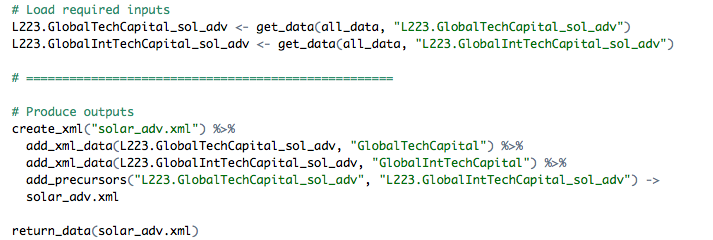 # Load required inputs
L223.GlobalTechCapital_sol_adv <- get_data(all_data, "L223.GlobalTechCapital_sol_adv")
L223.GlobalIntTechCapital_sol_adv <- get_data(all_data, "L223.GlobalIntTechCapital_sol_adv")
# ===================================================
# Produce outputs
create_xml("solar_adv.xml") %>%
  add_xml_data(L223.GlobalTechCapital_sol_adv, "GlobalTechCapital") %>%
  add_xml_data(L223.GlobalIntTechCapital_sol_adv, "GlobalIntTechCapital") %>%
  add_precursors("L223.GlobalTechCapital_sol_adv", "L223.GlobalIntTechCapital_sol_adv") ->
  solar_adv.xml
return_data(solar_adv.xml)